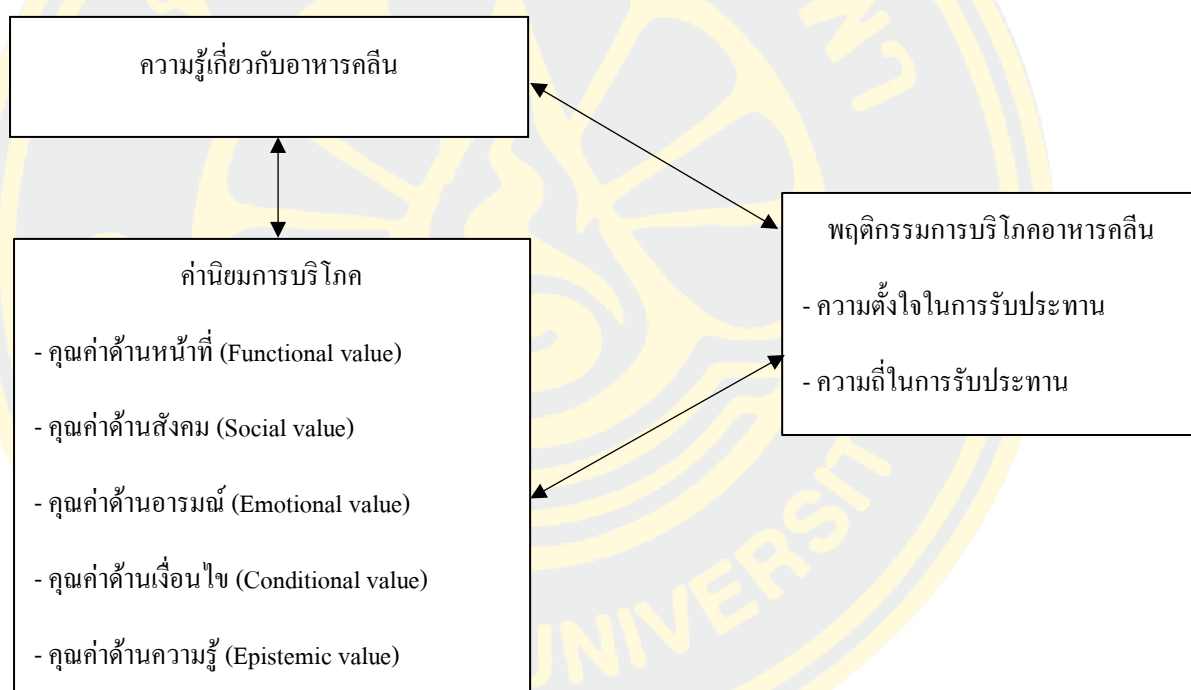 ความรู้เกี่ยวกับอาหารคลีน
ค่านิยมการบริโภค
- คุณค่าด้านหน้าที่ (Functional value)
- คุณค่าด้านสังคม (Social value)
- คุณค่าด้านอารมณ์ (Emotional value)
- คุณค่าด้านเงื่อนไข (Conditional value)
- คุณค่าด้านความรู้ (Epistemic value)
พฤติกรรมการบริโภคอาหารคลีน
- ความตั้งใจในการรับประทาน
- ความถี่ในการรับประทาน
UNIVERSIT